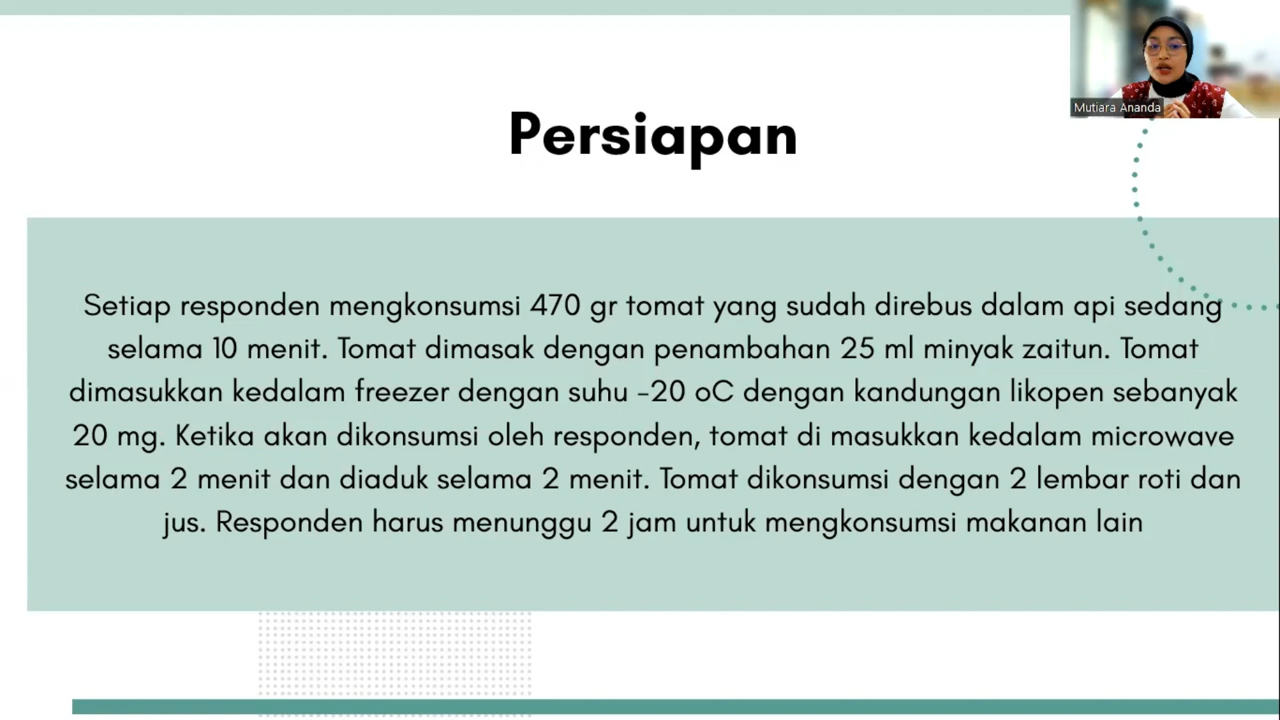 Mutiara Ananda
Persiapan
Setiap responden mengkonsumsi 470 gr tomat yang sudah direbus dalam api sedang
selama 10 menit. Tomat dimasak dengan penambahan 25 ml minyak zaitun. Tomat
dimasukkan kedalam freezer dengan suhu -20 oC dengan kandungan likopen sebanyak
20 mg. Ketika akan dikonsumsi oleh responden, tomat di masukkan kedalam microwave
selama 2 menit dan diaduk selama 2 menit. Tomat dikonsumsi dengan 2 lembar roti dan
jus. Responden harus menunggu 2 jam untuk mengkonsumsi makanan lain